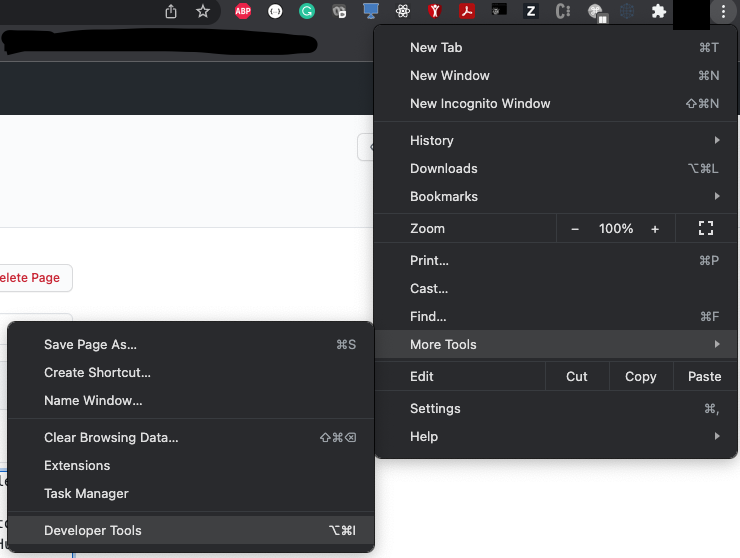 ABP
G
Z
New Tab ⌘T
New Window ⌘N
New Incognito Window ⇧⌘N
History
Downloads ⌥⌘L
Bookmarks
Zoom − 100% +
Print... ⌘P
Cast...
Find... ⌘F
More Tools
Edit Cut Copy Paste
Settings ⌘,
Help
elete Page
Save Page As... ⌘S
Create Shortcut...
Name Window...
Clear Browsing Data... ⇧⌘⌫
Extensions
Task Manager
Developer Tools ⌥⌘I